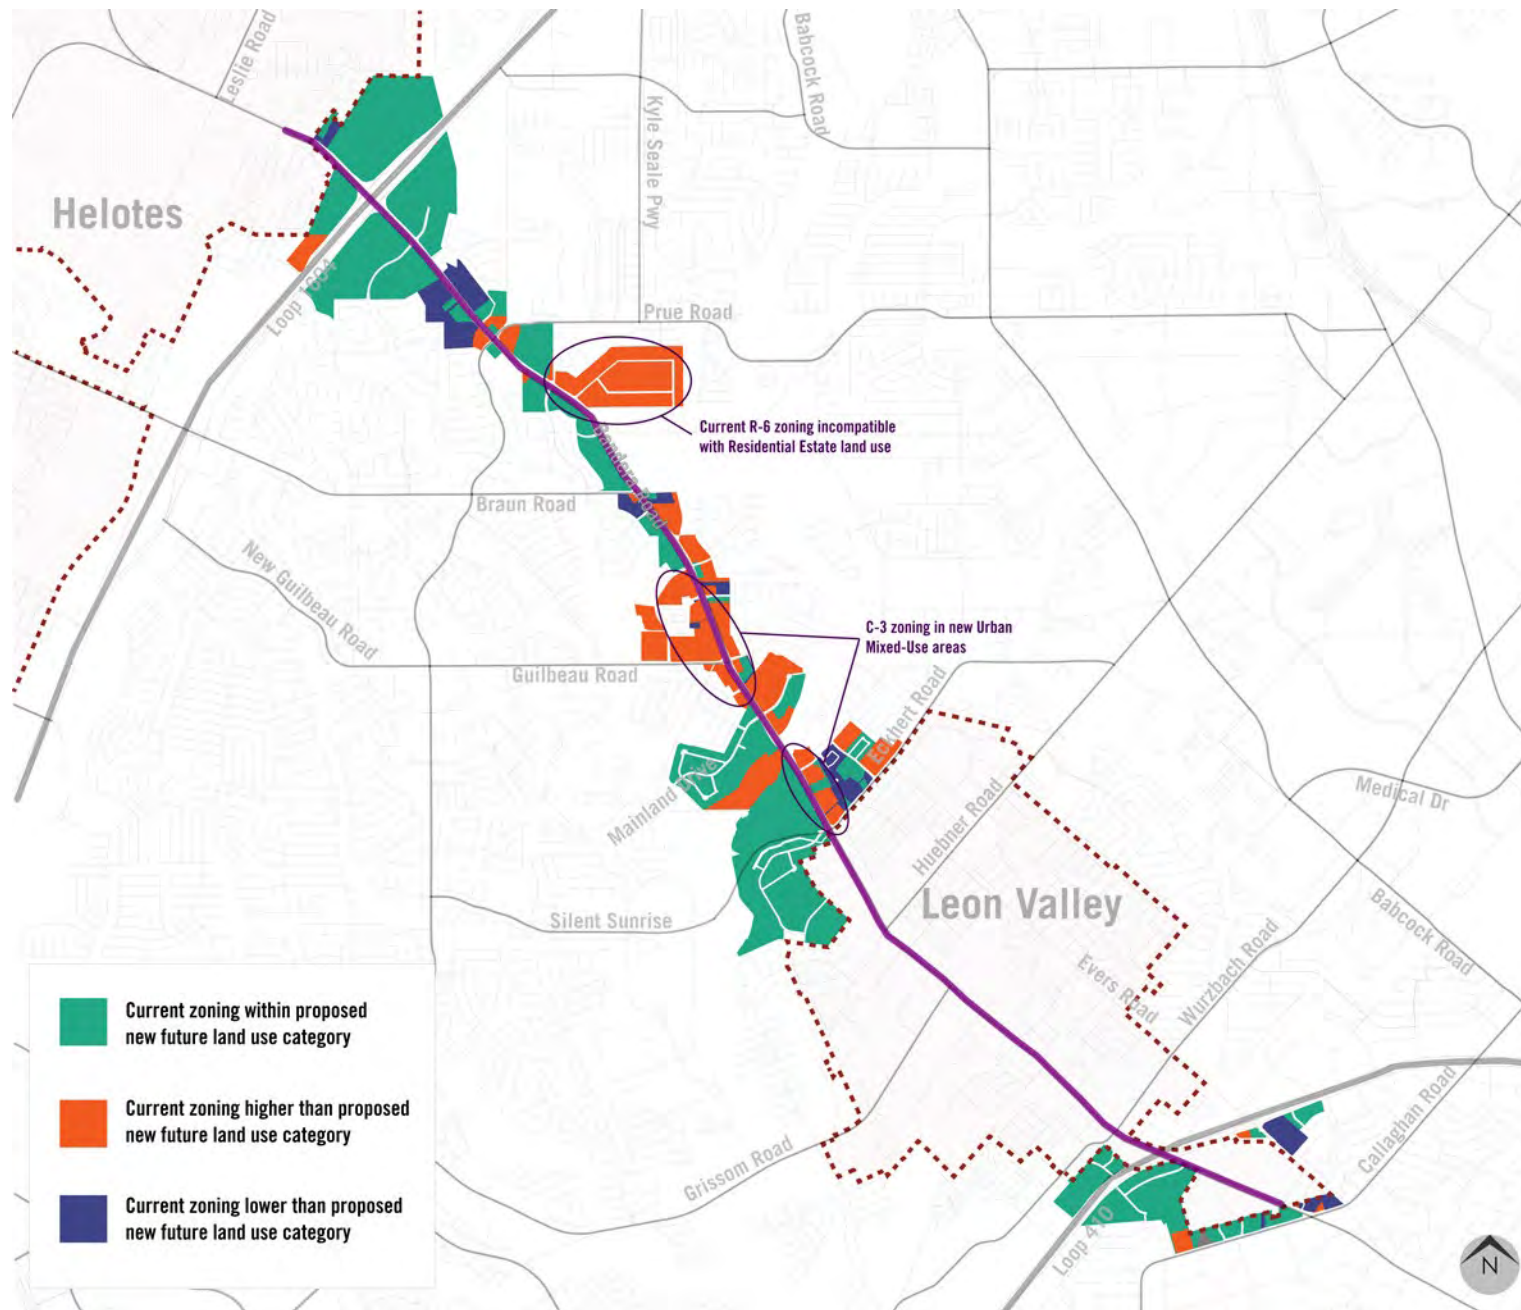 Leslie Road
Babcock Road
Kyle Seale Pwy
Helotes
Loop 1604
Prue Road
Current R-6 zoning incompatible
with Residential Estate land use
Bandera Road
Braun Road
New Guilbeau Road
C-3 zoning in new Urban
Mixed-Use areas
Guilbeau Road
Eckhert Road
Mainland Drive
Medical Dr
Huebner Road
Leon Valley
Silent Sunrise
Babcock Road
Evers Road
Wurzbach Road
Current zoning within proposed
new future land use category
Current zoning higher than proposed
new future land use category
Current zoning lower than proposed
new future land use category
Callaghan Road
Grissom Road
Loop 410
N